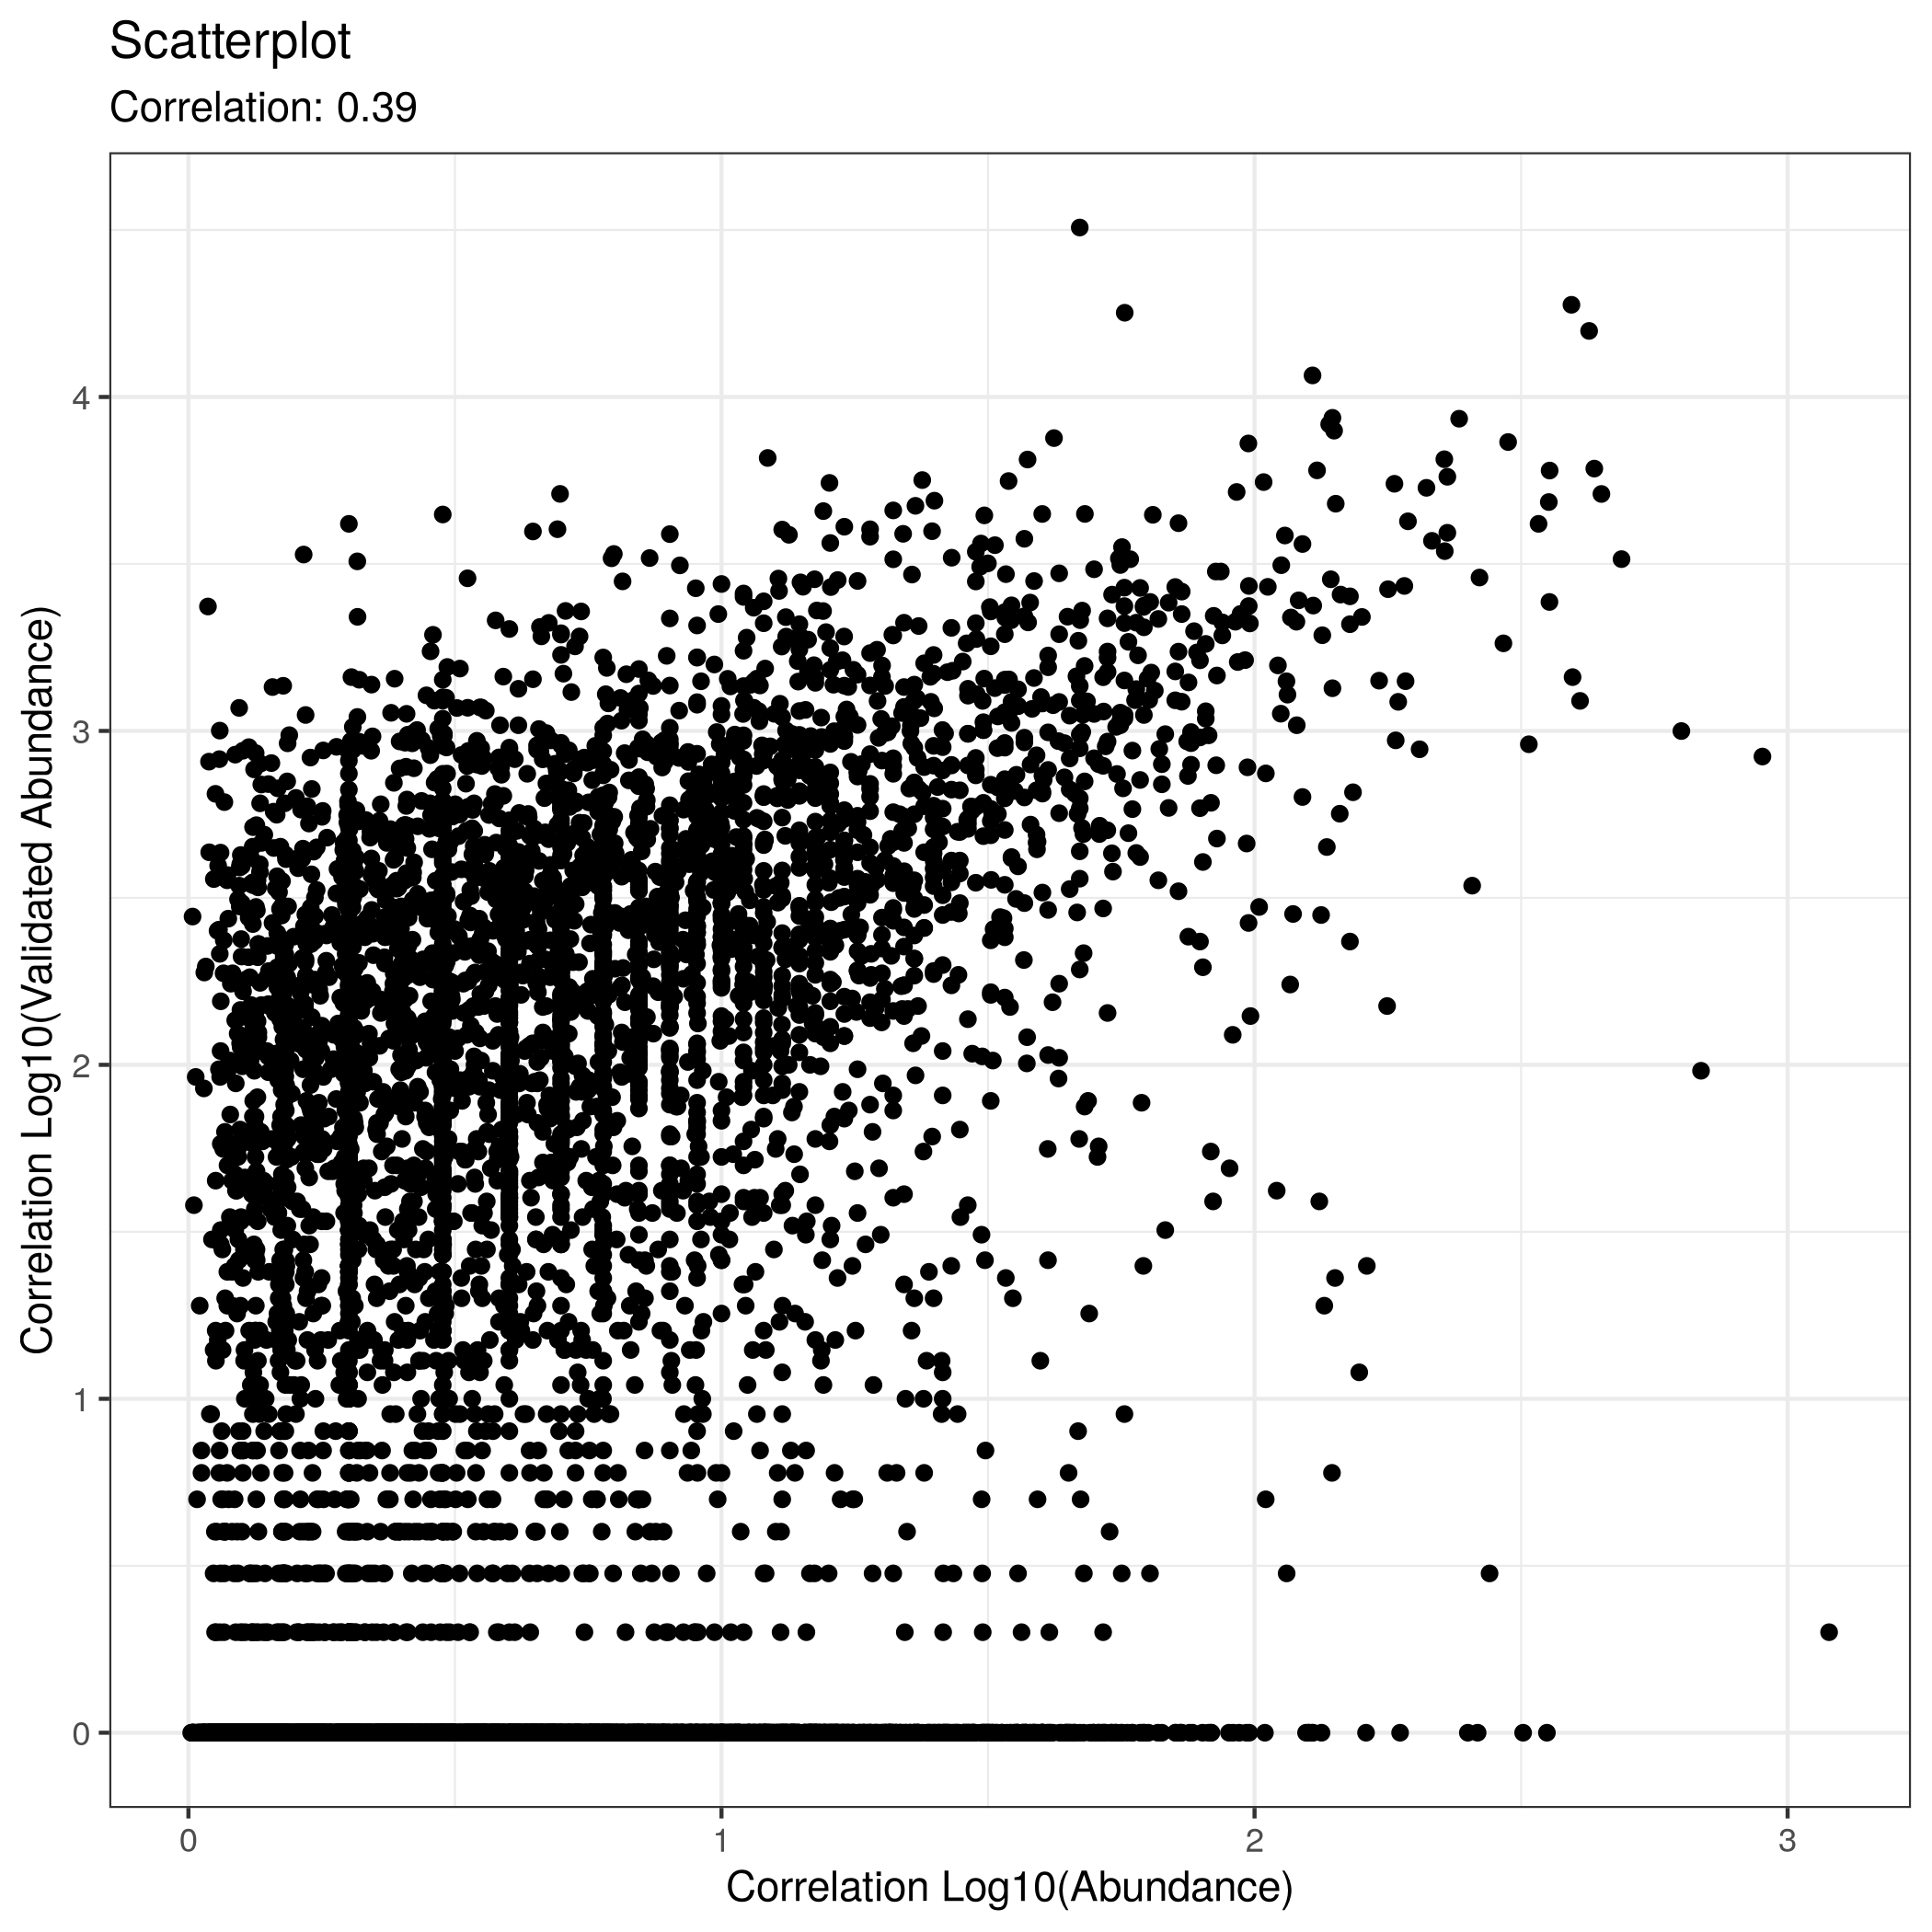 Scatterplot
Correlation: 0.39
Correlation Log10(Validated Abundance)
4
3
2
1
0
0
1
2
3
Correlation Log10(Abundance)